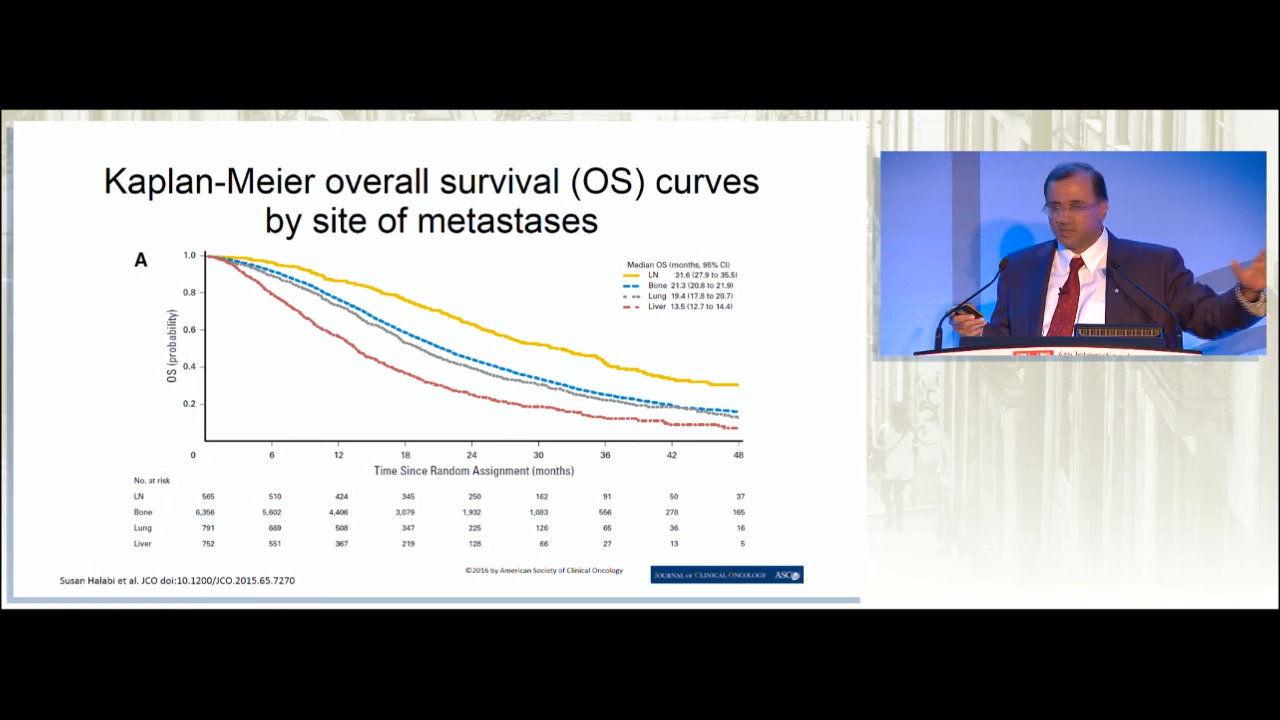 Kaplan-Meier overall survival (OS) curves
by site of metastases
A
Median OS (months, 95% CI)
LN 31.6 (27.9 to 35.5)
Bone 21.3 (20.8 to 21.9)
Lung 19.4 (17.8 to 20.7)
Liver 13.5 (12.7 to 14.4)
OS (probability)
1.0
0.8
0.6
0.4
0.2
0 6 12 18 24 30 36 42 48
Time Since Random Assignment (months)
No. at risk
LN 565 510 424 345 250 162 91 50 37
Bone 6,356 5,602 4,406 3,079 1,932 1,083 556 278 165
Lung 791 669 508 347 225 126 65 36 16
Liver 752 551 367 219 128 66 27 13 5
©2016 by American Society of Clinical Oncology
JOURNAL OF CLINICAL ONCOLOGY ASCO
Susan Halabi et al. JCO doi:10.1200/JCO.2015.65.7270